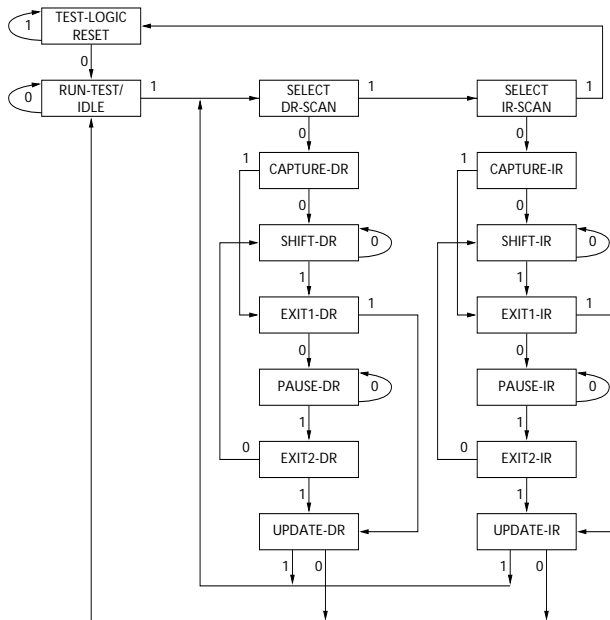 TEST-LOGIC
RESET
1
0
RUN-TEST/
IDLE
0
1
SELECT
DR-SCAN
1
SELECT
IR-SCAN
1
0
0
1
CAPTURE-DR
1
CAPTURE-IR
0
0
SHIFT-DR
0
SHIFT-IR
0
1
1
EXIT1-DR
1
EXIT1-IR
1
0
0
PAUSE-DR
0
PAUSE-IR
0
1
1
0
EXIT2-DR
0
EXIT2-IR
1
1
UPDATE-DR
UPDATE-IR
1
0
1
0